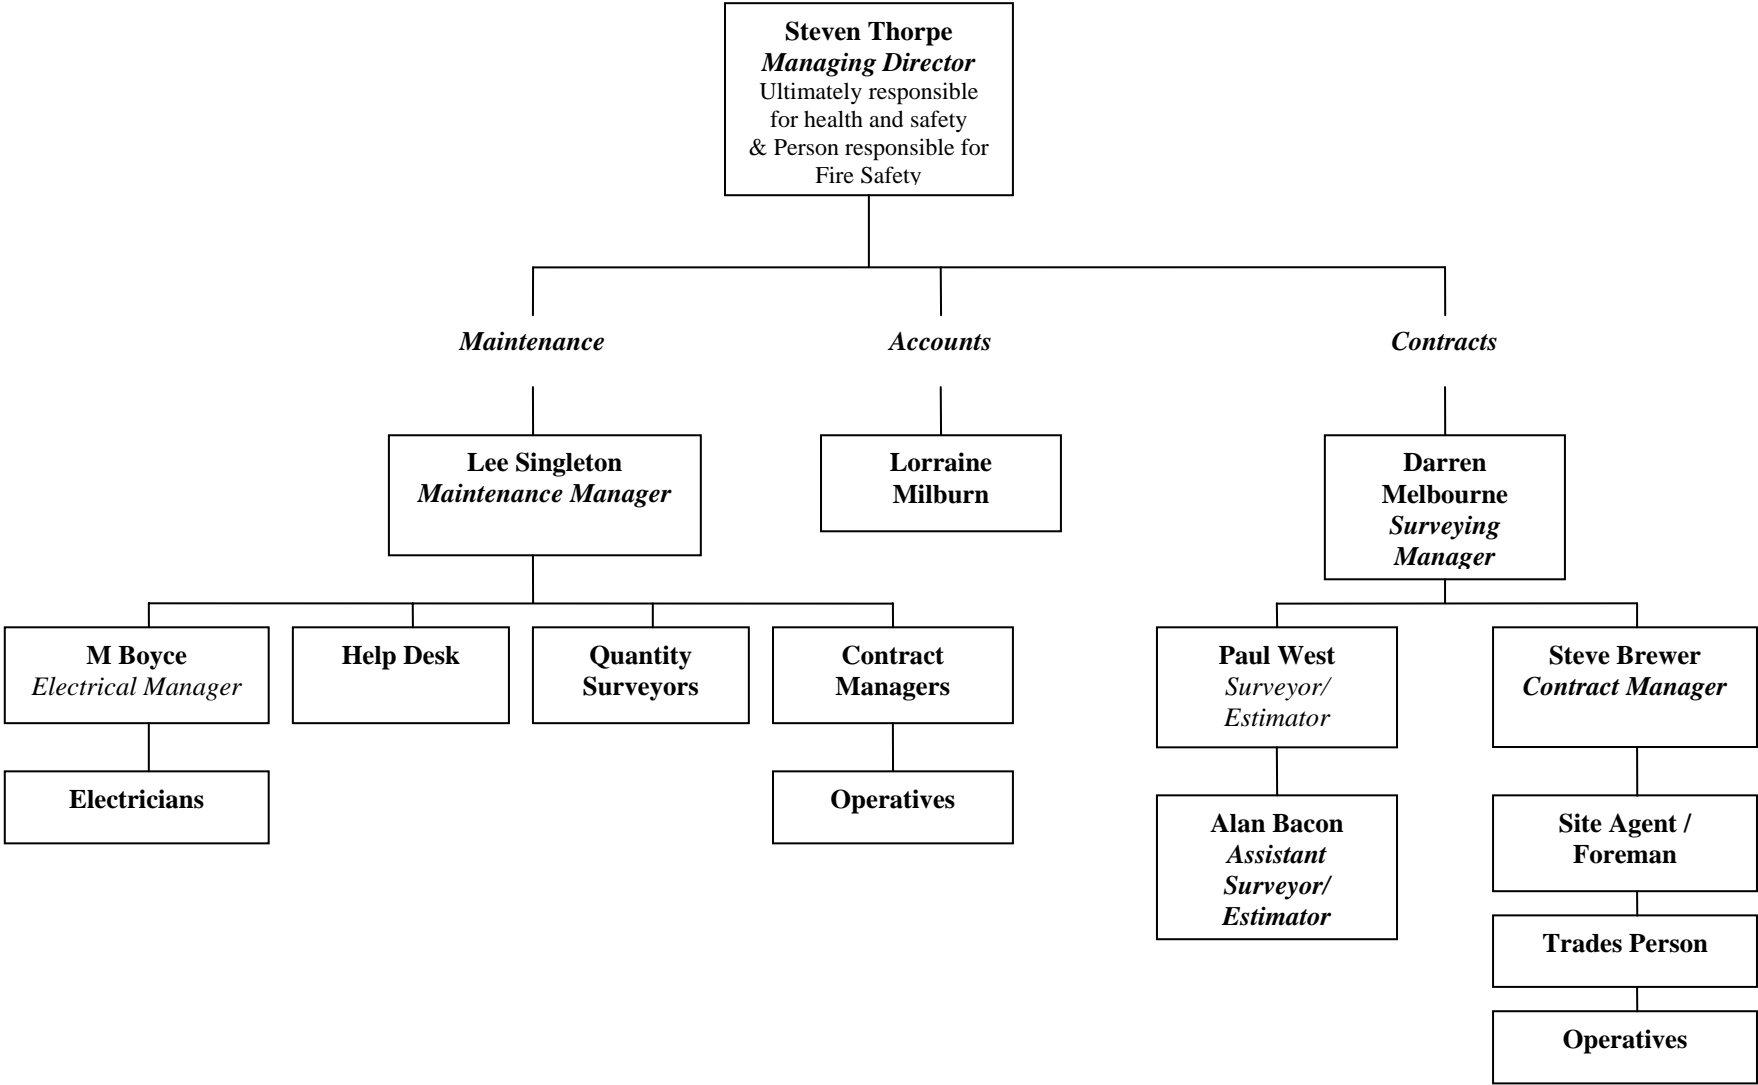 Steven Thorpe
Managing Director
Ultimately responsible
for health and safety
& Person responsible for
Fire Safety
Maintenance
Accounts
Contracts
Lee Singleton
Maintenance Manager
Lorraine
Milburn
Darren
Melbourne
Surveying
Manager
M Boyce
Electrical Manager
Help Desk
Quantity
Surveyors
Contract
Managers
Paul West
Surveyor/
Estimator
Steve Brewer
Contract Manager
Electricians
Operatives
Alan Bacon
Assistant
Surveyor/
Estimator
Site Agent /
Foreman
Trades Person
Operatives